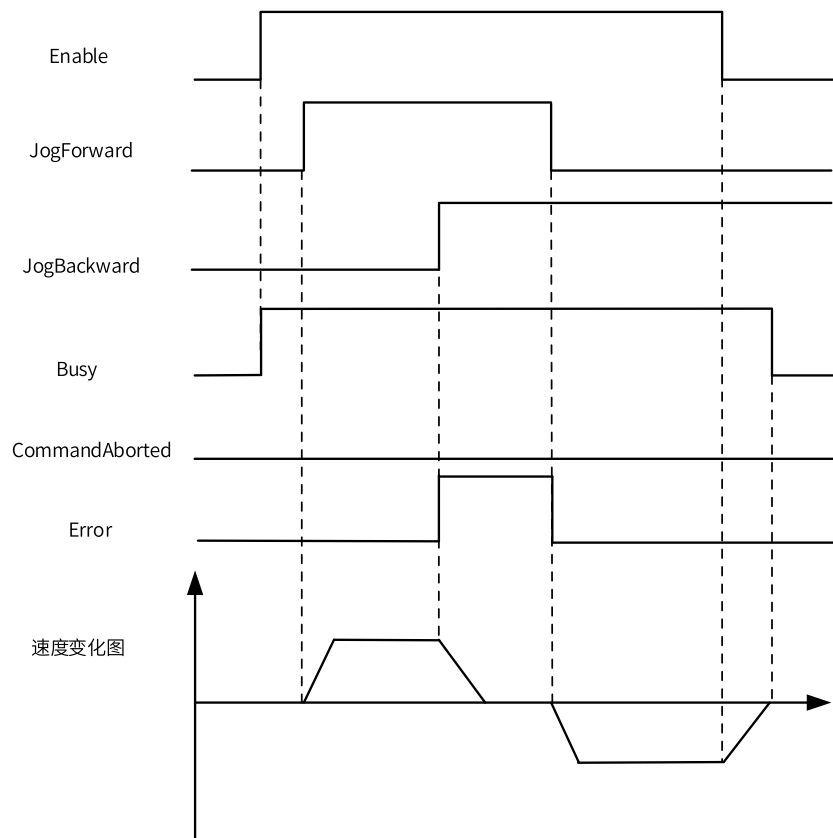 Enable
JogForward
JogBackward
Busy
CommandAborted
Error
速度变化图